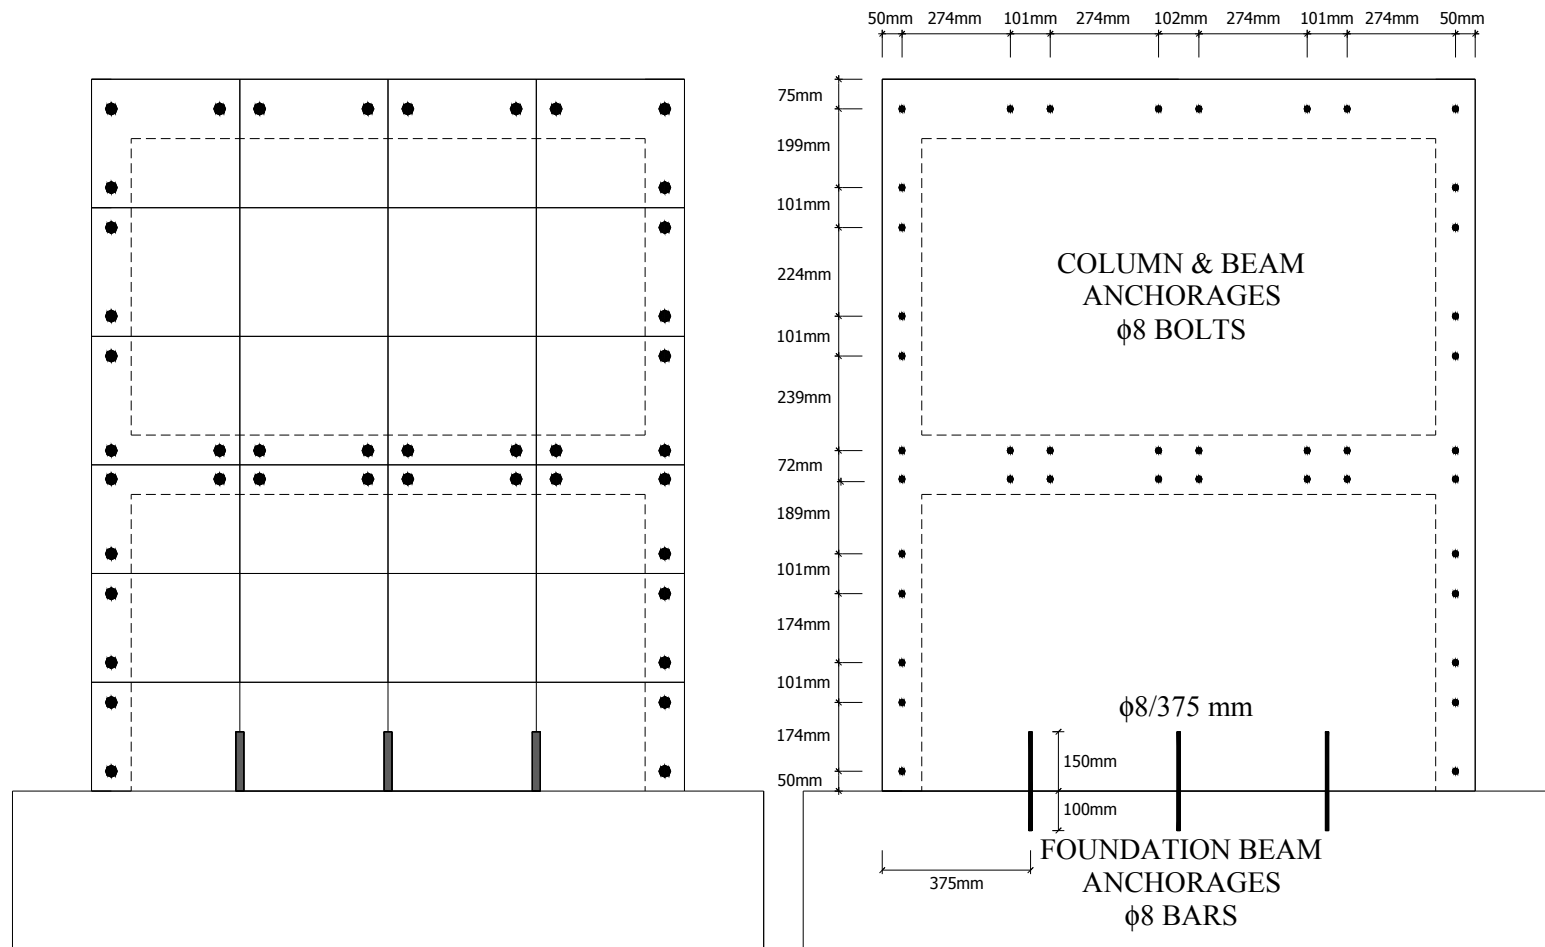 50mm 274mm 101mm 274mm 102mm 274mm 101mm 274mm 50mm
75mm
199mm
101mm
224mm
101mm
239mm
72mm
189mm
101mm
174mm
101mm
174mm
50mm
COLUMN & BEAM
ANCHORAGES
ϕ8 BOLTS
ϕ8/375 mm
150mm
100mm
375mm
FOUNDATION BEAM
ANCHORAGES
ϕ8 BARS